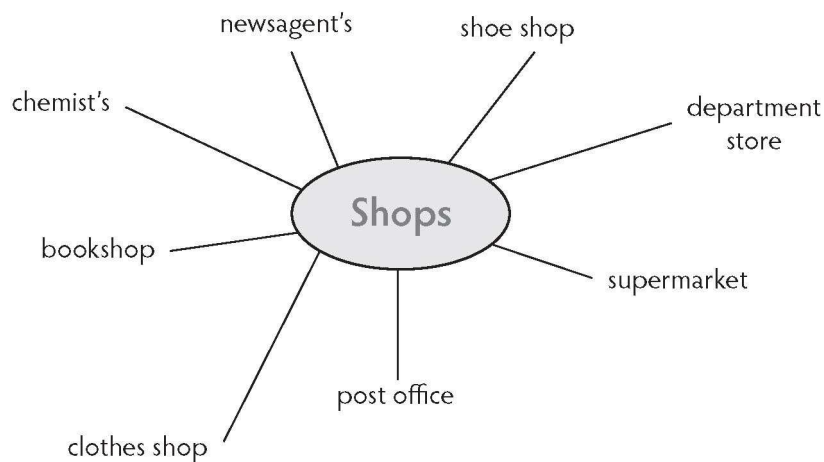 newsagent's
shoe shop
chemist's
department
store
Shops
bookshop
supermarket
post office
clothes shop